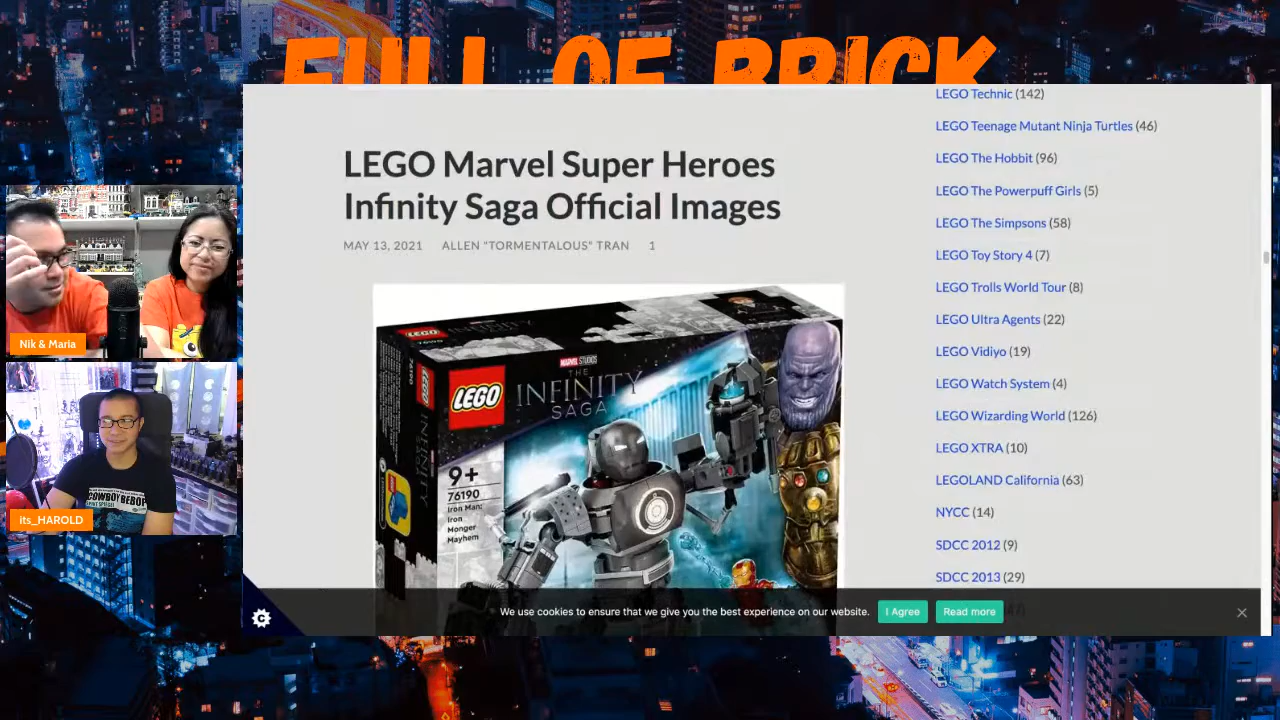 FULL OF BRICK
LEGO Marvel Super Heroes
Infinity Saga Official Images
MAY 13, 2021 ALLEN "TORMENTALOUS" TRAN 1
LEGO
76190
LEGO
MARVEL STUDIOS
THE
INFINITY
SAGA
LEGO
9+
76190
Iron Man:
Iron
Monger
Mayhem
LEGO Technic (142)
LEGO Teenage Mutant Ninja Turtles (46)
LEGO The Hobbit (96)
LEGO The Powerpuff Girls (5)
LEGO The Simpsons (58)
LEGO Toy Story 4 (7)
LEGO Trolls World Tour (8)
LEGO Ultra Agents (22)
LEGO Vidiyo (19)
LEGO Watch System (4)
LEGO Wizarding World (126)
LEGO XTRA (10)
LEGOLAND California (63)
NYCC (14)
SDCC 2012 (9)
SDCC 2013 (29)
We use cookies to ensure that we give you the best experience on our website. I Agree Read more
Nik & Maria
COWBOY BEBOP
its_HAROLD